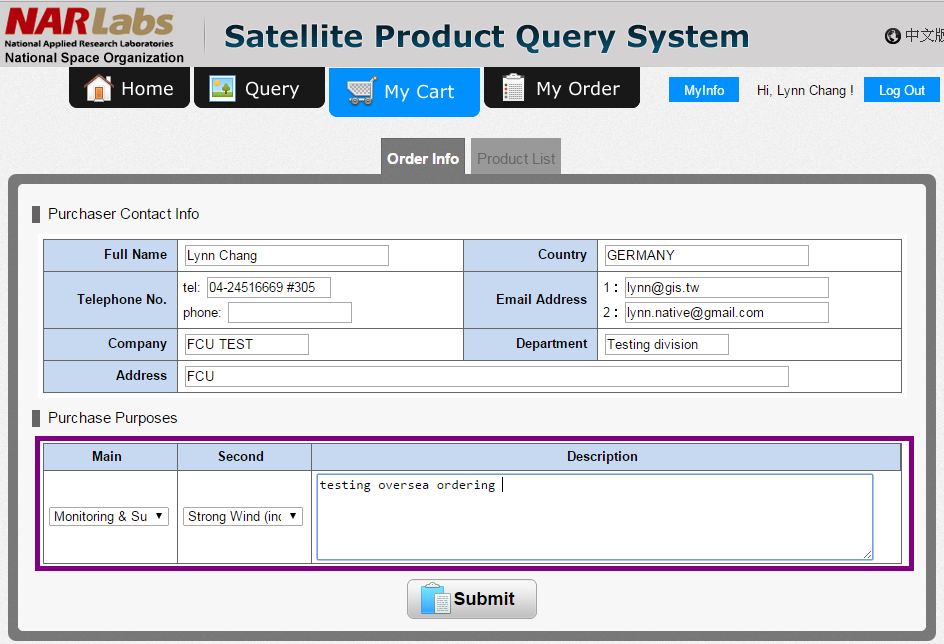 NARLabs
National Applied Research Laboratories
National Space Organization
Satellite Product Query System
中文版
Home
Query
My Cart
My Order
MyInfo
Hi, Lynn Chang !
Log Out
Order Info
Product List
Purchaser Contact Info
Full Name
Lynn Chang
Country
GERMANY
Telephone No.
tel: 04-24516669 #305
phone:
Email Address
1 : lynn@gis.tw
2 : lynn.native@gmail.com
Company
FCU TEST
Department
Testing division
Address
FCU
Purchase Purposes
Main
Second
Description
Monitoring & Su
Strong Wind (inc
testing oversea ordering
Submit